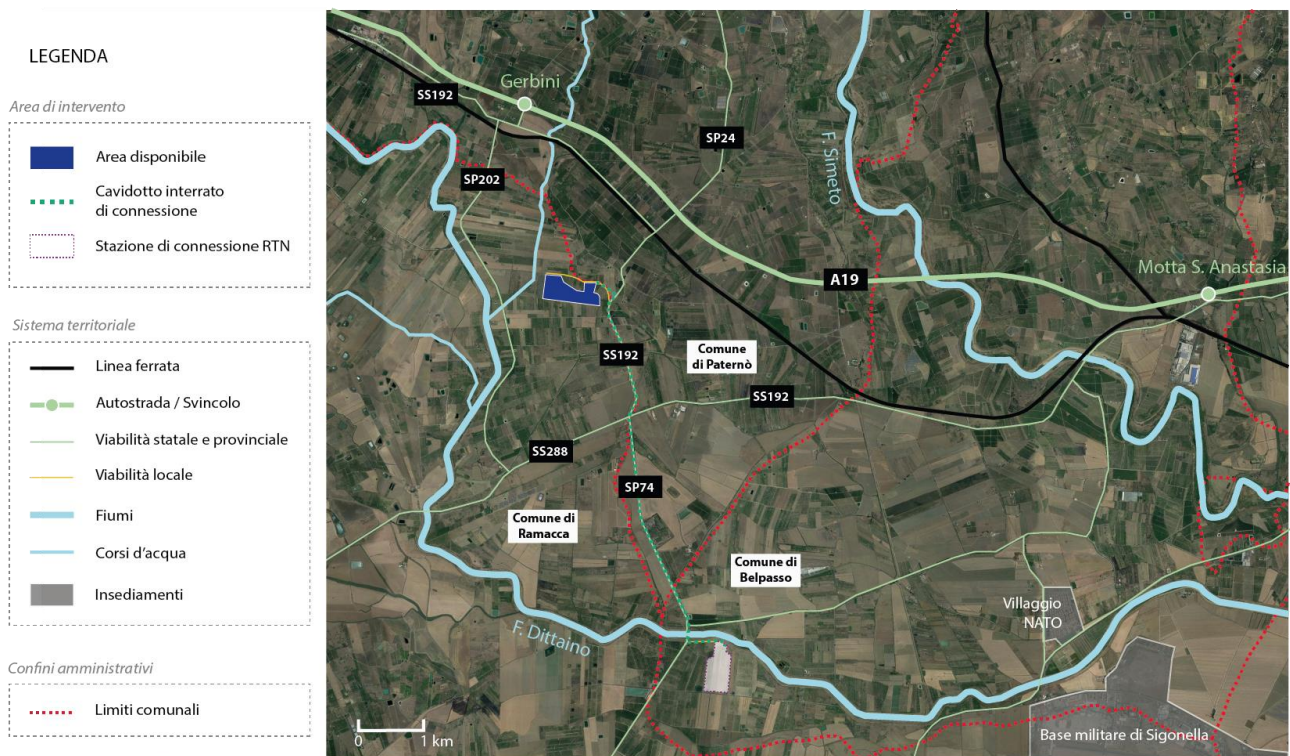 LEGENDA
Area di intervento
Area disponibile
Cavidotto interrato
di connessione
Stazione di connessione RTN
Sistema territoriale
Linea ferrata
Autostrada / Svincolo
Viabilità statale e provinciale
Viabilità locale
Fiumi
Corsi d'acqua
Insediamenti
Confini amministrativi
Limiti comunali
Gerbini
SS192
SP24
F. Simeto
SP202
Motta S. Anastasia
A19
SS192
Comune
di Paternò
SS192
SS288
SP74
Comune di
Ramacca
Comune di
Belpasso
Villaggio
NATO
F. Dittaino
Base militare di Sigonella
0
1 km